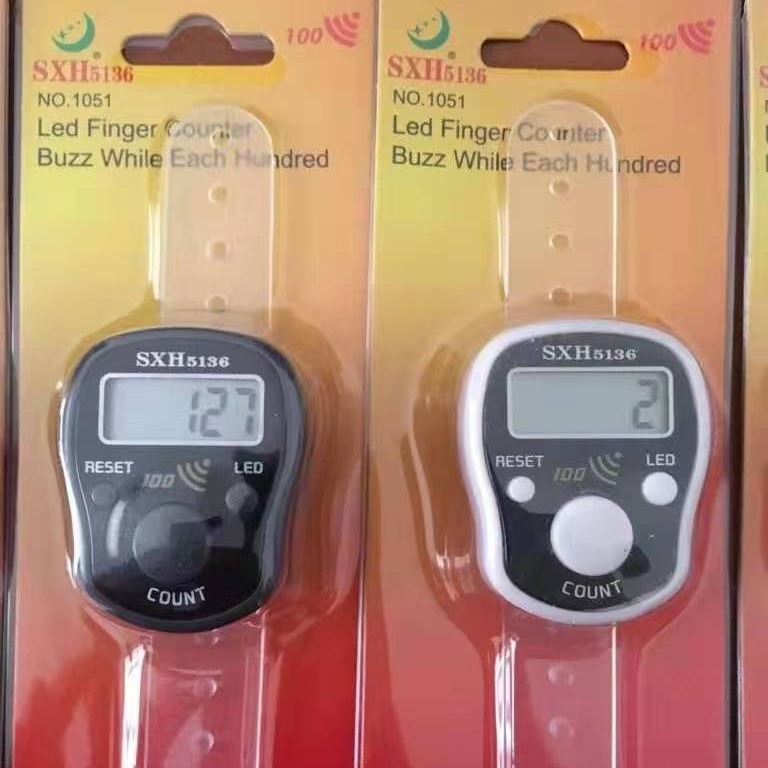 100
SXH5136
NO.1051
Led Finger Counter
Buzz While Each Hundred
SXH5136
127
RESET
LED
100
COUNT
100
SXH5136
NO.1051
Led Finger Counter
Buzz While Each Hundred
SXH5136
2
RESET
LED
100
COUNT